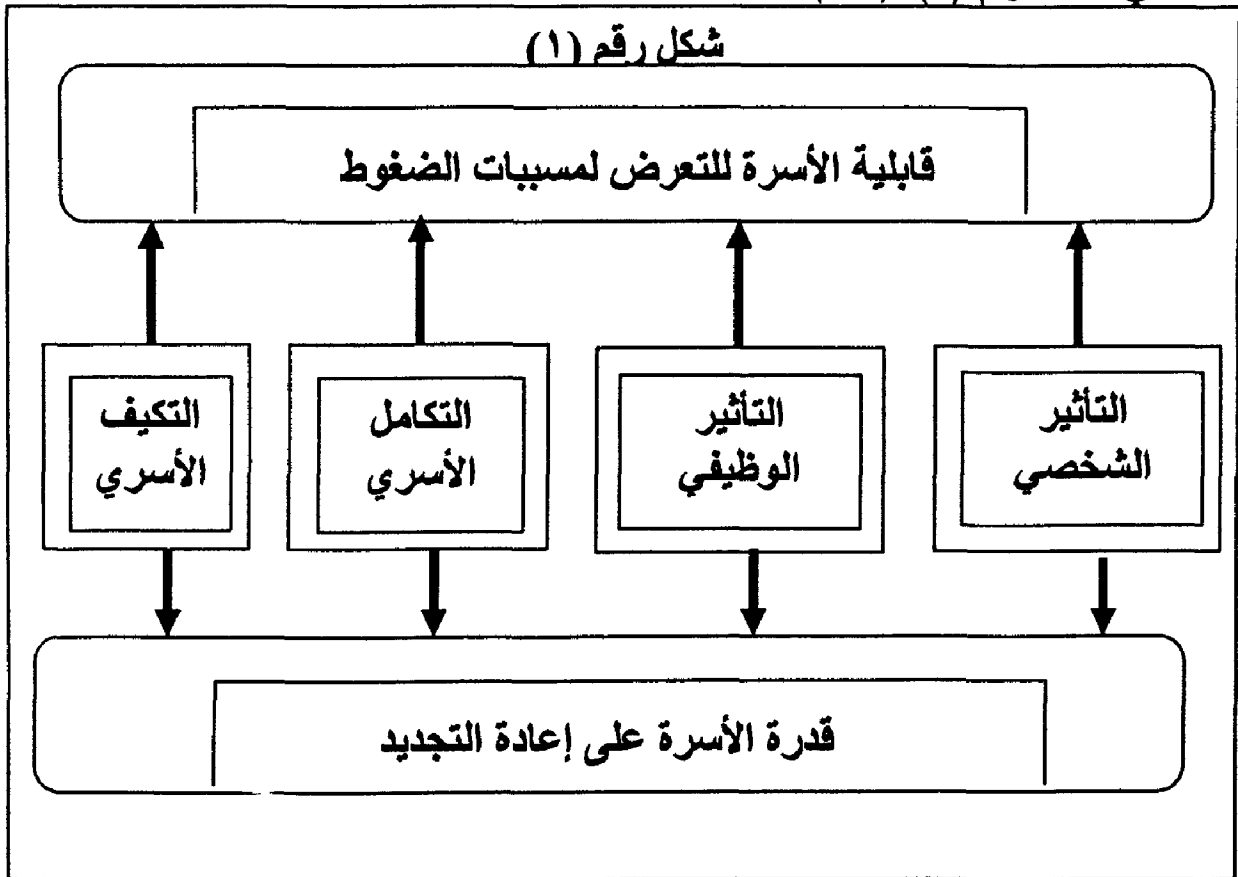 شكل رقم (١)
قابلية الأسرة للتعرض لمسببات الضغوط
التأثير
الشخصي
التأثير
الوظيفي
التكامل
الأسري
التكيف
الأسري
قدرة الأسرة على إعادة التجديد